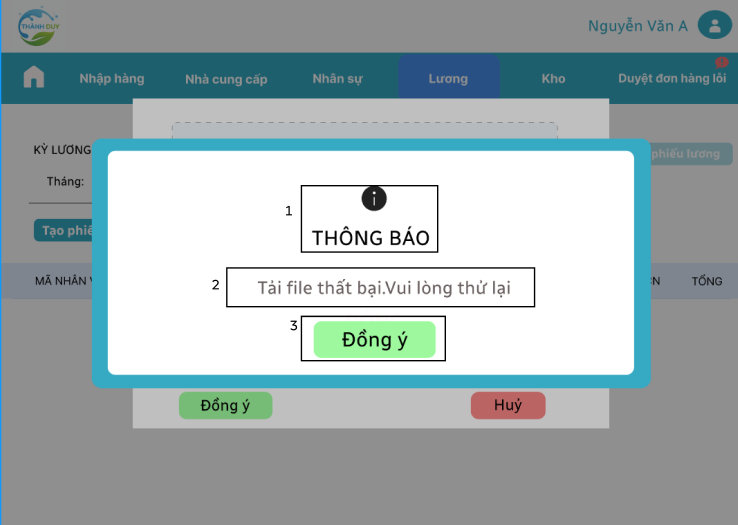 THÀNH DUY
Nguyễn Văn A
Nhập hàng
Nhà cung cấp
Nhân sự
Lương
Kho
Duyệt đơn hàng lỗi
KỲ LƯƠNG
phiếu lương
Tháng:
1
THÔNG BÁO
Tạo phiế
2
Tải file thất bại.Vui lòng thử lại
MÃ NHÂN V
N
TỔNG
3
Đồng ý
Đồng ý
Huỷ